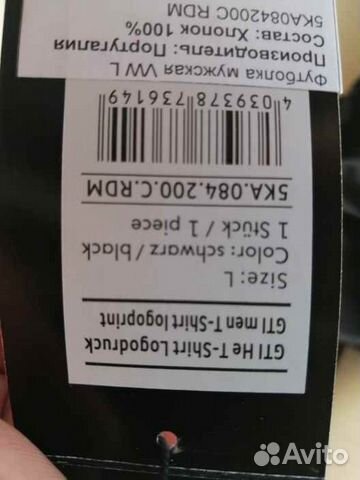 GTI He T-Shirt Logodruck
GTI men T-Shirt logoprint
Size: L
Color: schwarz / black
1 Stück / 1 piece
5KA.084.200.C.RDM
4 039378 736149
Футболка мужская VW L
Производитель: Португалия
Состав: Хлопок 100%
5KA084200C RDM
Avito